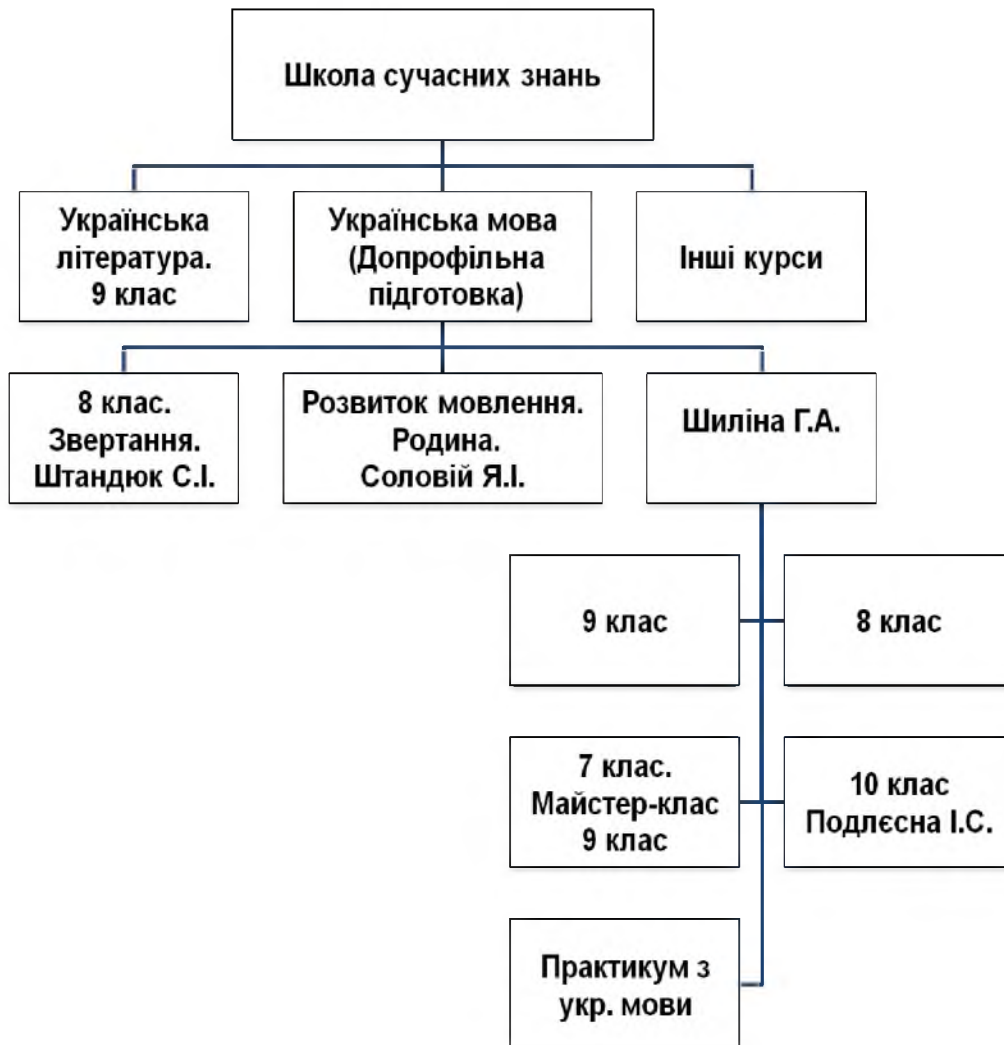 Школа сучасних знань
Українська
література.
9 клас
Українська мова
(Допрофільна
підготовка)
Інші курси
8 клас.
Звертання.
Штандюк С.І.
Розвиток мовлення.
Родина.
Соловій Я.І.
Шиліна Г.А.
9 клас
8 клас
7 клас.
Майстер-клас
9 клас
10 клас
Подлєсна І.С.
Практикум з
укр. мови